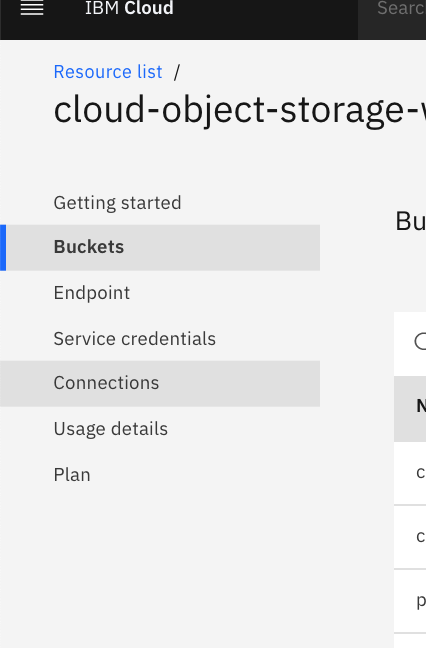 IBM Cloud
Resource list /
cloud-object-storage-
Getting started
Buckets
Endpoint
Service credentials
Connections
Usage details
Plan